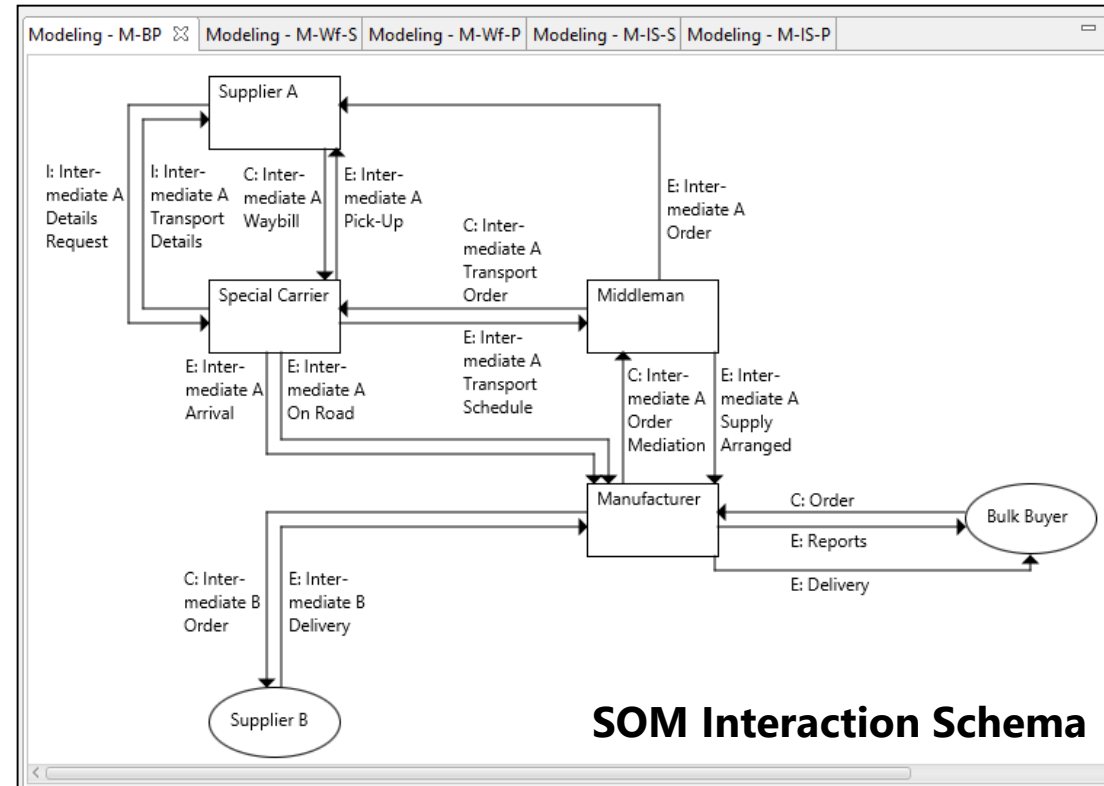 Modeling - M-BP
Modeling - M-Wf-S
Modeling - M-Wf-P
Modeling - M-IS-S
Modeling - M-IS-P
Supplier A
I: Inter-
mediate A
Details
Request
I: Inter-
mediate A
Transport
Details
C: Inter-
mediate A
Waybill
E: Inter-
mediate A
Pick-Up
E: Inter-
mediate A
Order
C: Inter-
mediate A
Transport
Order
Special Carrier
Middleman
E: Inter-
mediate A
Transport
Schedule
E: Inter-
mediate A
Arrival
E: Inter-
mediate A
On Road
C: Inter-
mediate A
Order
Mediation
E: Inter-
mediate A
Supply
Arranged
Manufacturer
C: Order
E: Reports
E: Delivery
Bulk Buyer
C: Inter-
mediate B
Order
E: Inter-
mediate B
Delivery
Supplier B
SOM Interaction Schema